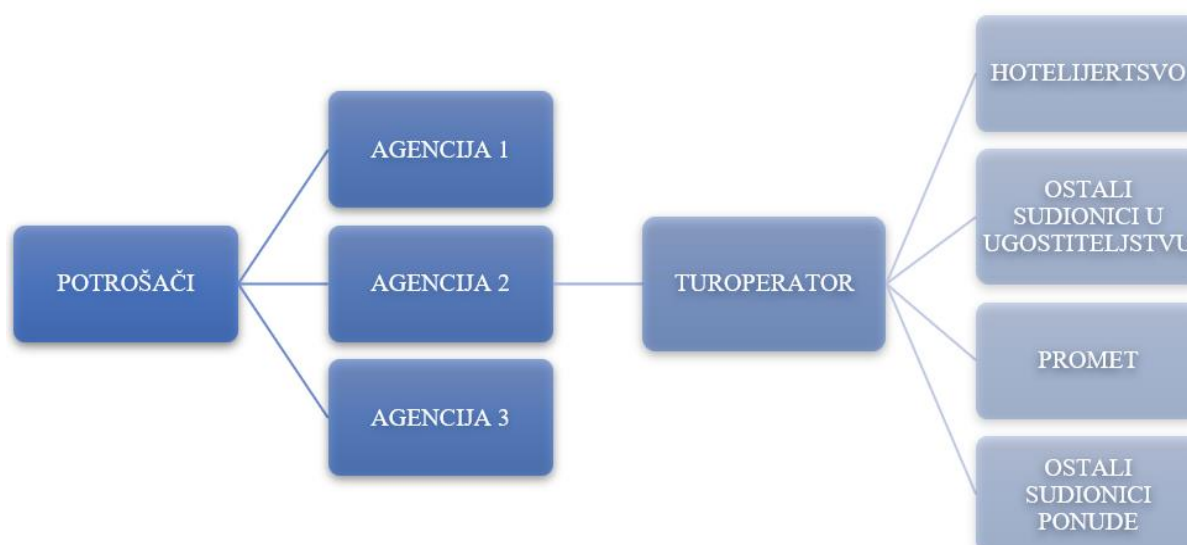 POTROŠAČI
AGENCIJA 1
AGENCIJA 2
AGENCIJA 3
TUROPERATOR
HOTELIJERTSVO
OSTALI
SUDIONICI U
UGOSTITELJSTVU
PROMET
OSTALI
SUDIONICI
PONUDE